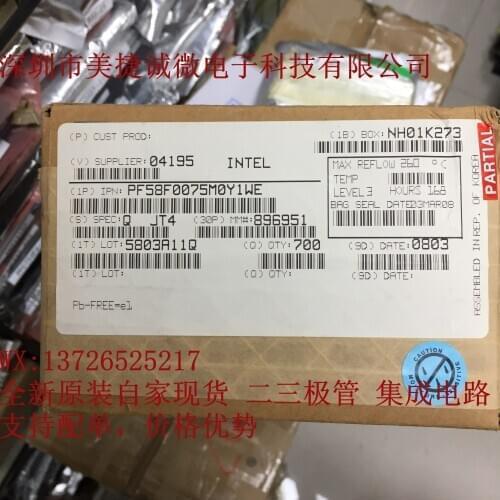 深圳市美捷诚微电子科技有限公司
(P) CUST PROD:
(1B) BOX: NH01K273
(V) SUPPLIER: 04195 INTEL
MAX REFLOW 260 °C
TEMP
LEVEL 3 HOURS 168
BAG SEAL DATE: 03MAR08
(1P) IPN: PF58F0075M0Y1WE
(S) SPEC: Q JT4 (30P) MM#: 896951
(1T) LOT: 5803A11Q (Q) QTY: 700 (9D) DATE: 0803
(1T) LOT: (Q) QTY: (9D) DATE:
Pb-FREE=e1
PARTIAL
ASSEMBLED IN REP. OF KOREA
CAUTION
WX:13726525217
全新原装自家现货 二三极管 集成电路
支持配单，价格优势